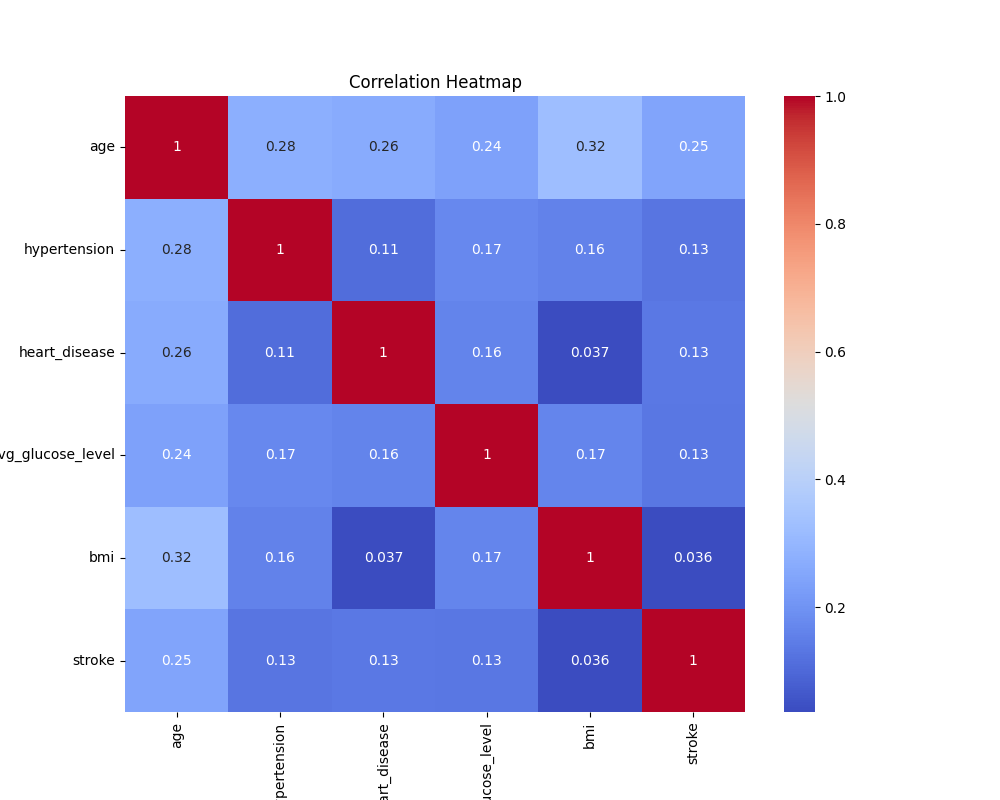 Correlation Heatmap
1.0
age 1 0.28 0.26 0.24 0.32 0.25
0.8
hypertension 0.28 1 0.11 0.17 0.16 0.13
heart_disease 0.26 0.11 1 0.16 0.037 0.13
0.6
vg_glucose_level 0.24 0.17 0.16 1 0.17 0.13
0.4
bmi 0.32 0.16 0.037 0.17 1 0.036
0.2
stroke 0.25 0.13 0.13 0.13 0.036 1
age
pertension
art_disease
ucose_level
bmi
stroke